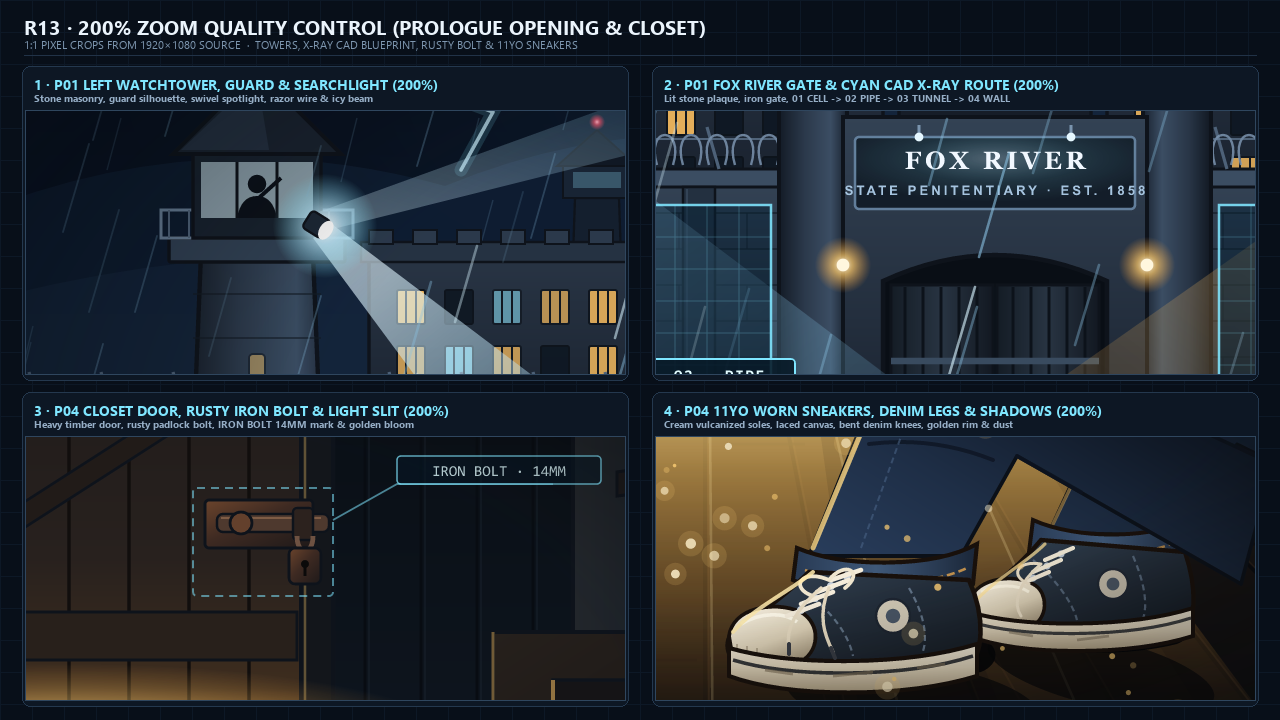 R13 · 200% ZOOM QUALITY CONTROL (PROLOGUE OPENING & CLOSET)
1:1 PIXEL CROPS FROM 1920×1080 SOURCE · TOWERS, X-RAY CAD BLUEPRINT, RUSTY BOLT & 11YO SNEAKERS
1 · P01 LEFT WATCHTOWER, GUARD & SEARCHLIGHT (200%)
Stone masonry, guard silhouette, swivel spotlight, razor wire & icy beam
2 · P01 FOX RIVER GATE & CYAN CAD X-RAY ROUTE (200%)
Lit stone plaque, iron gate, 01 CELL -> 02 PIPE -> 03 TUNNEL -> 04 WALL
FOX RIVER
STATE PENITENTIARY · EST. 1858
3 · P04 CLOSET DOOR, RUSTY IRON BOLT & LIGHT SLIT (200%)
Heavy timber door, rusty padlock bolt, IRON BOLT 14MM mark & golden bloom
IRON BOLT · 14MM
4 · P04 11YO WORN SNEAKERS, DENIM LEGS & SHADOWS (200%)
Cream vulcanized soles, laced canvas, bent denim knees, golden rim & dust